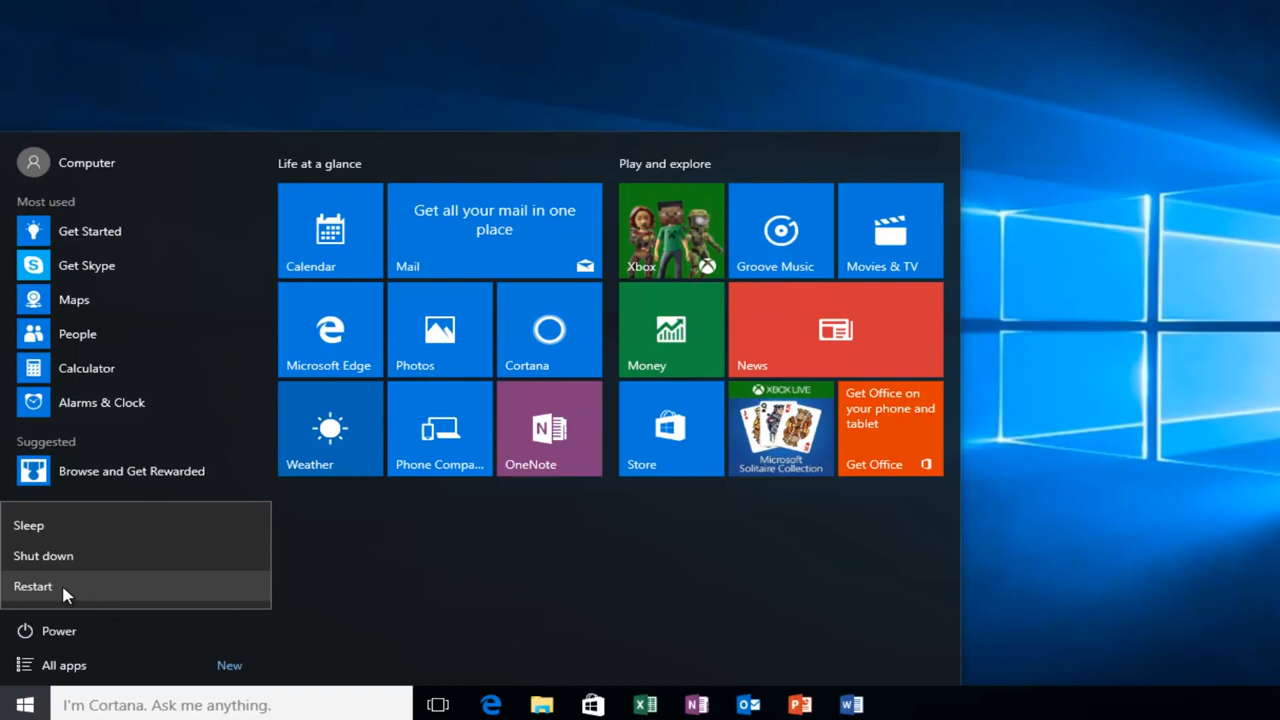 Computer
Most used
Get Started
Get Skype
Maps
People
Calculator
Alarms & Clock
Suggested
Browse and Get Rewarded
Sleep
Shut down
Restart
Power
All apps New
Life at a glance
Calendar
Get all your mail in one
place
Mail
Microsoft Edge
Photos
Cortana
Weather
Phone Compa...
OneNote
Play and explore
Xbox
Groove Music
Movies & TV
Money
News
Store
XBOX LIVE
Microsoft
Solitaire Collection
Get Office on
your phone and
tablet
Get Office
I'm Cortana. Ask me anything.